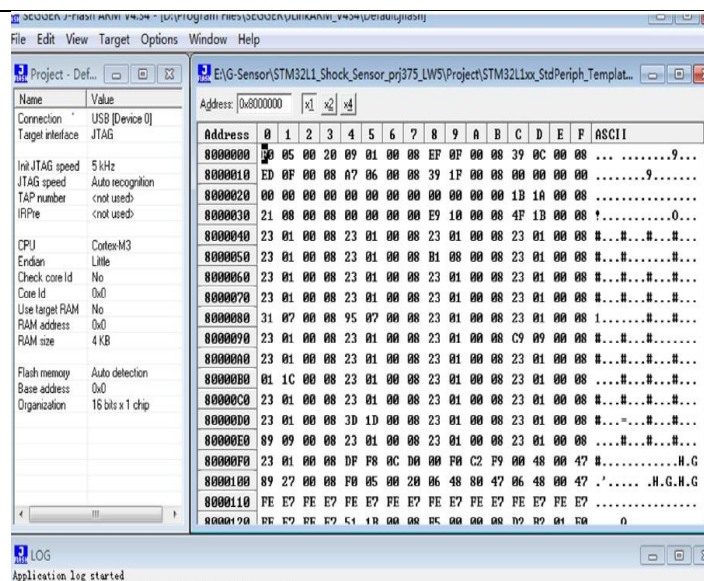 SEGGER J-Flash ARM V4.34 - [D:\Program Files\SEGGER\JLinkARM_V434\Default.jflash]
File Edit View Target Options Window Help
Project - Def...
Name Value
Connection USB [Device 0]
Target interface JTAG
Init JTAG speed 5 kHz
JTAG speed Auto recognition
TAP number <not used>
IRPre <not used>
CPU Cortex-M3
Endian Little
Check core Id No
Core Id 0x0
Use target RAM No
RAM address 0x0
RAM size 4 KB
Flash memory Auto detection
Base address 0x0
Organization 16 bits x 1 chip
E:\G-Sensor\STM32L1_Shock_Sensor_prj375_LW5\Project\STM32L1xx_StdPeriph_Templat...
Address: 0x8000000 x1 x2 x4
Address 0 1 2 3 4 5 6 7 8 9 A B C D E F ASCII
8000000 F0 05 00 20 09 01 00 08 EF 0F 00 08 39 0C 00 08 ... ........9...
8000010 ED 0F 00 08 A7 06 00 08 39 1F 00 08 00 00 00 00 ........9.......
8000020 00 00 00 00 00 00 00 00 00 00 00 00 1B 1A 00 08 ................
8000030 21 08 00 08 00 00 00 00 E9 10 00 08 4F 1B 00 08 !...........O...
8000040 23 01 00 08 23 01 00 08 23 01 00 08 23 01 00 08 #...#...#...#...
8000050 23 01 00 08 23 01 00 08 B1 08 00 08 23 01 00 08 #...#.......#...
8000060 23 01 00 08 23 01 00 08 23 01 00 08 23 01 00 08 #...#...#...#...
8000070 23 01 00 08 23 01 00 08 23 01 00 08 23 01 00 08 #...#...#...#...
8000080 31 07 00 08 95 07 00 08 23 01 00 08 23 01 00 08 1.......#...#...
8000090 23 01 00 08 23 01 00 08 23 01 00 08 C9 09 00 08 #...#...#.......
80000A0 23 01 00 08 23 01 00 08 23 01 00 08 23 01 00 08 #...#...#...#...
80000B0 01 1C 00 08 23 01 00 08 23 01 00 08 23 01 00 08 ....#...#...#...
80000C0 23 01 00 08 23 01 00 08 23 01 00 08 23 01 00 08 #...#...#...#...
80000D0 23 01 00 08 3D 1D 00 08 23 01 00 08 23 01 00 08 #...=...#...#...
80000E0 89 09 00 08 23 01 00 08 23 01 00 08 23 01 00 08 ....#...#...#...
80000F0 23 01 00 08 DF F8 0C D0 00 F0 C2 F9 00 48 00 47 #............H.G
8000100 89 27 00 08 F0 05 00 20 06 48 80 47 06 48 00 47 .'..... .H.G.H.G
8000110 FE E7 FE E7 FE E7 FE E7 FE E7 FE E7 FE E7 FE E7 ................
LOG
Application log started